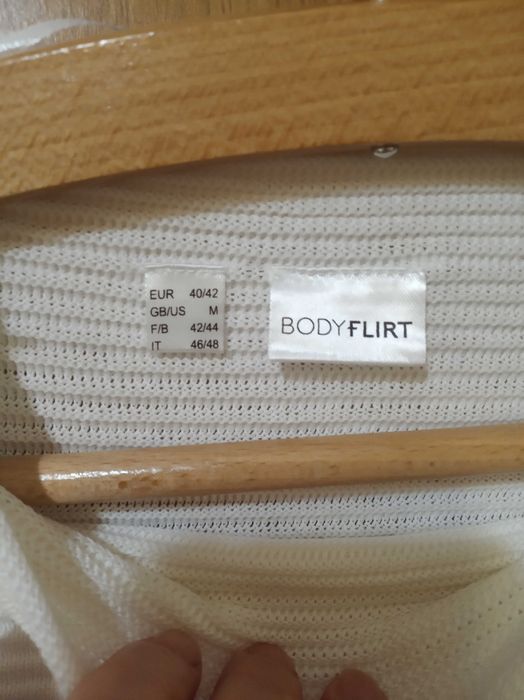 EUR 40/42
GB/US M
F/B 42/44
IT 46/48
BODYFLIRT